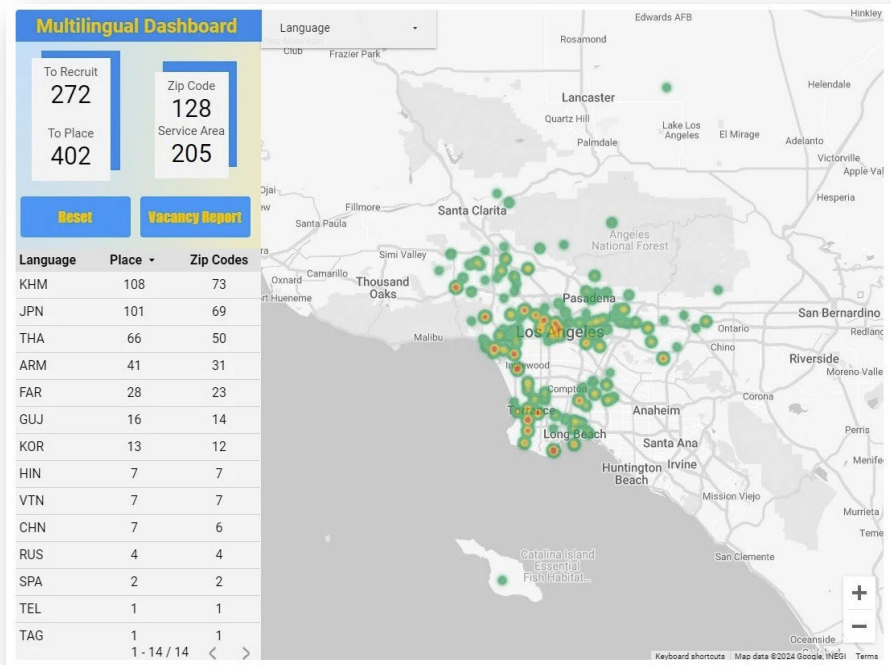 Multilingual Dashboard
To Recruit
272
To Place
402
Zip Code
128
Service Area
205
Reset
Vacancy Report
Language Place Zip Codes
KHM 108 73
JPN 101 69
THA 66 50
ARM 41 31
FAR 28 23
GUJ 16 14
KOR 13 12
HIN 7 7
VTN 7 7
CHN 7 6
RUS 4 4
SPA 2 2
TEL 1 1
TAG 1 1
1 - 14 / 14
Language
Edwards AFB
Hinkley
Rosamond
Club
Frazier Park
Helendale
Lancaster
Quartz Hill
Lake Los
Angeles
El Mirage
Adelanto
Palmdale
Victorville
Apple Val
Hesperia
Ojai
Fillmore
Santa Paula
Santa Clarita
Angeles
National Forest
Simi Valley
Camarillo
Oxnard
rt Hueneme
Thousand
Oaks
Pasadena
San Bernardino
Malibu
Los Angeles
Ontario
Redlanc
Chino
Riverside
Inglewood
Moreno Valle
Compton
Corona
Torrance
Anaheim
Long Beach
Perris
Santa Ana
Menife
Huntington
Beach
Irvine
Mission Viejo
Murrieta
Teme
San Clemente
Catalina Island
Essential
Fish Habitat...
+
−
Oceanside
Keyboard shortcuts Map data ©2024 Google, INEGI Terms